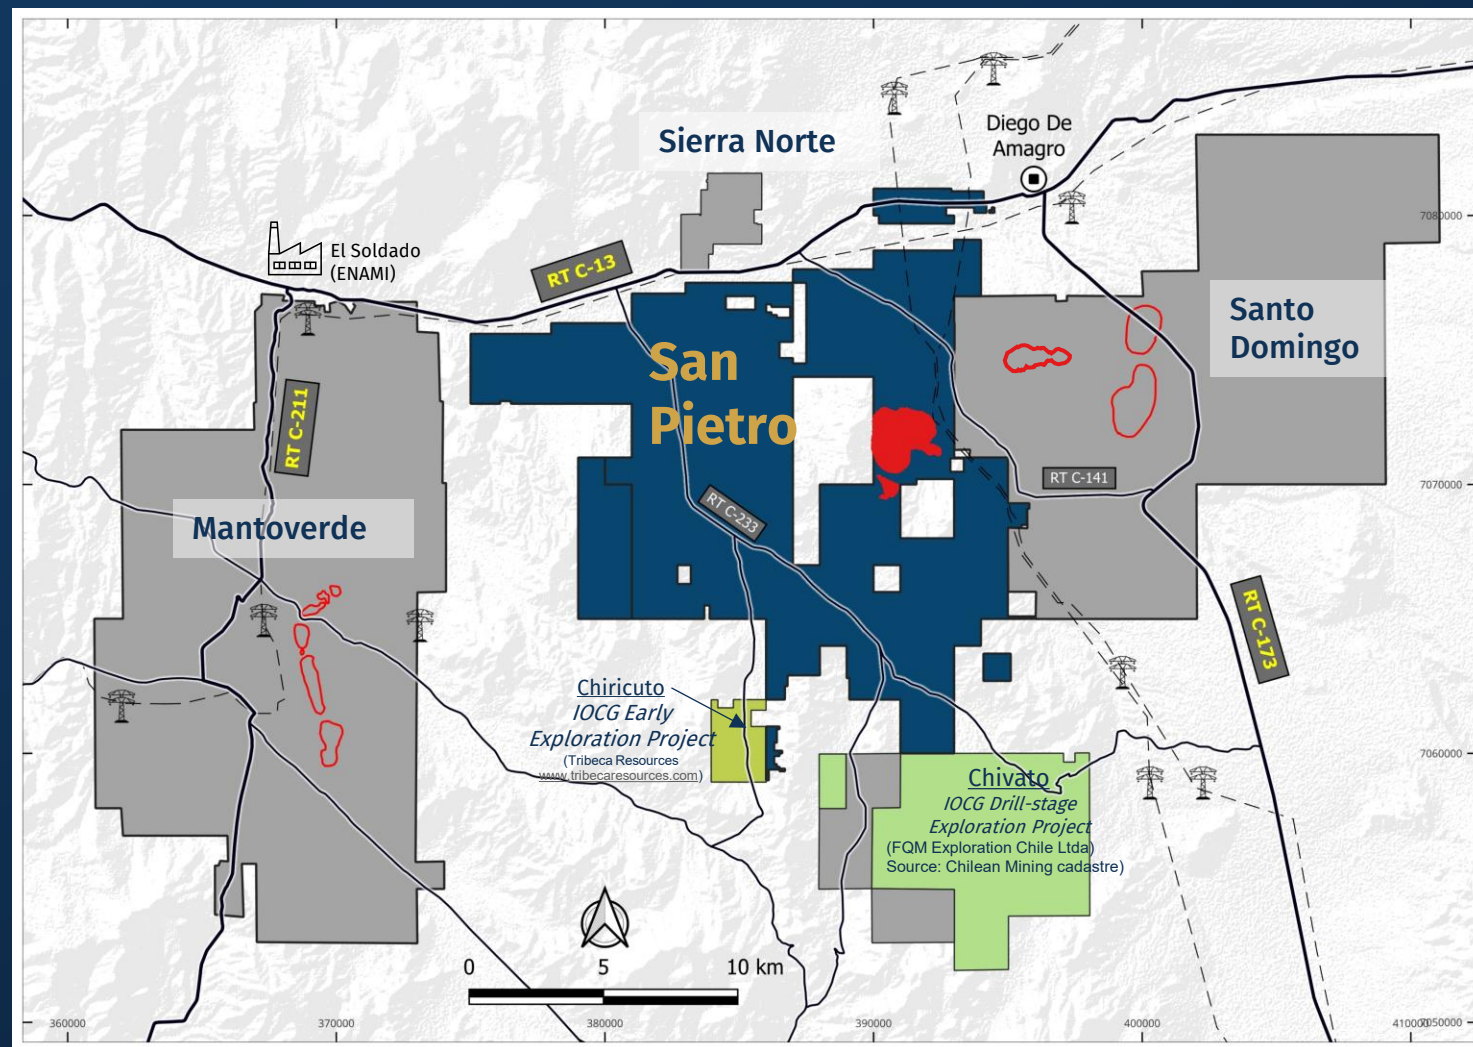 Sierra Norte
Diego De
Amagro
7080000
El Soldado
(ENAMI)
RT C-13
Santo
Domingo
San
Pietro
RT C-211
RT C-141
7070000
RT C-233
Mantoverde
RT C-173
Chiricuto
IOCG Early
Exploration Project
(Tribeca Resources
www.tribecaresources.com)
7060000
Chivato
IOCG Drill-stage
Exploration Project
(FQM Exploration Chile Ltda)
Source: Chilean Mining cadastre)
0 5 10 km
360000 370000 380000 390000 400000 410000 7050000